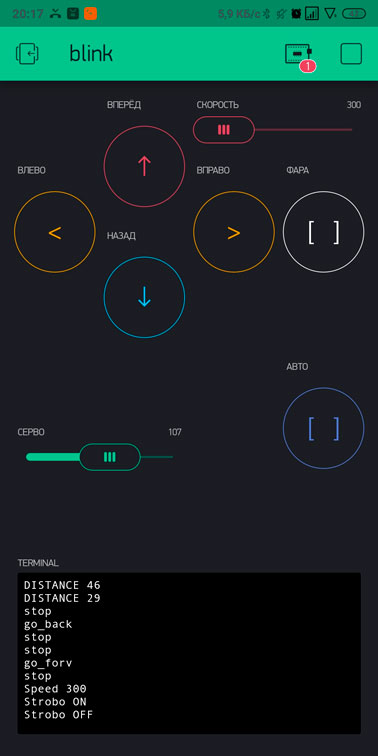 20:17 5,9 КБ/с 48
blink
1
ВПЕРЁД СКОРОСТЬ 300
ВЛЕВО ВПРАВО ФАРА
< > [ ]
НАЗАД
АВТО
[ ]
СЕРВО 107
TERMINAL
DISTANCE 46
DISTANCE 29
stop
go_back
stop
stop
go_forv
stop
Speed 300
Strobo ON
Strobo OFF